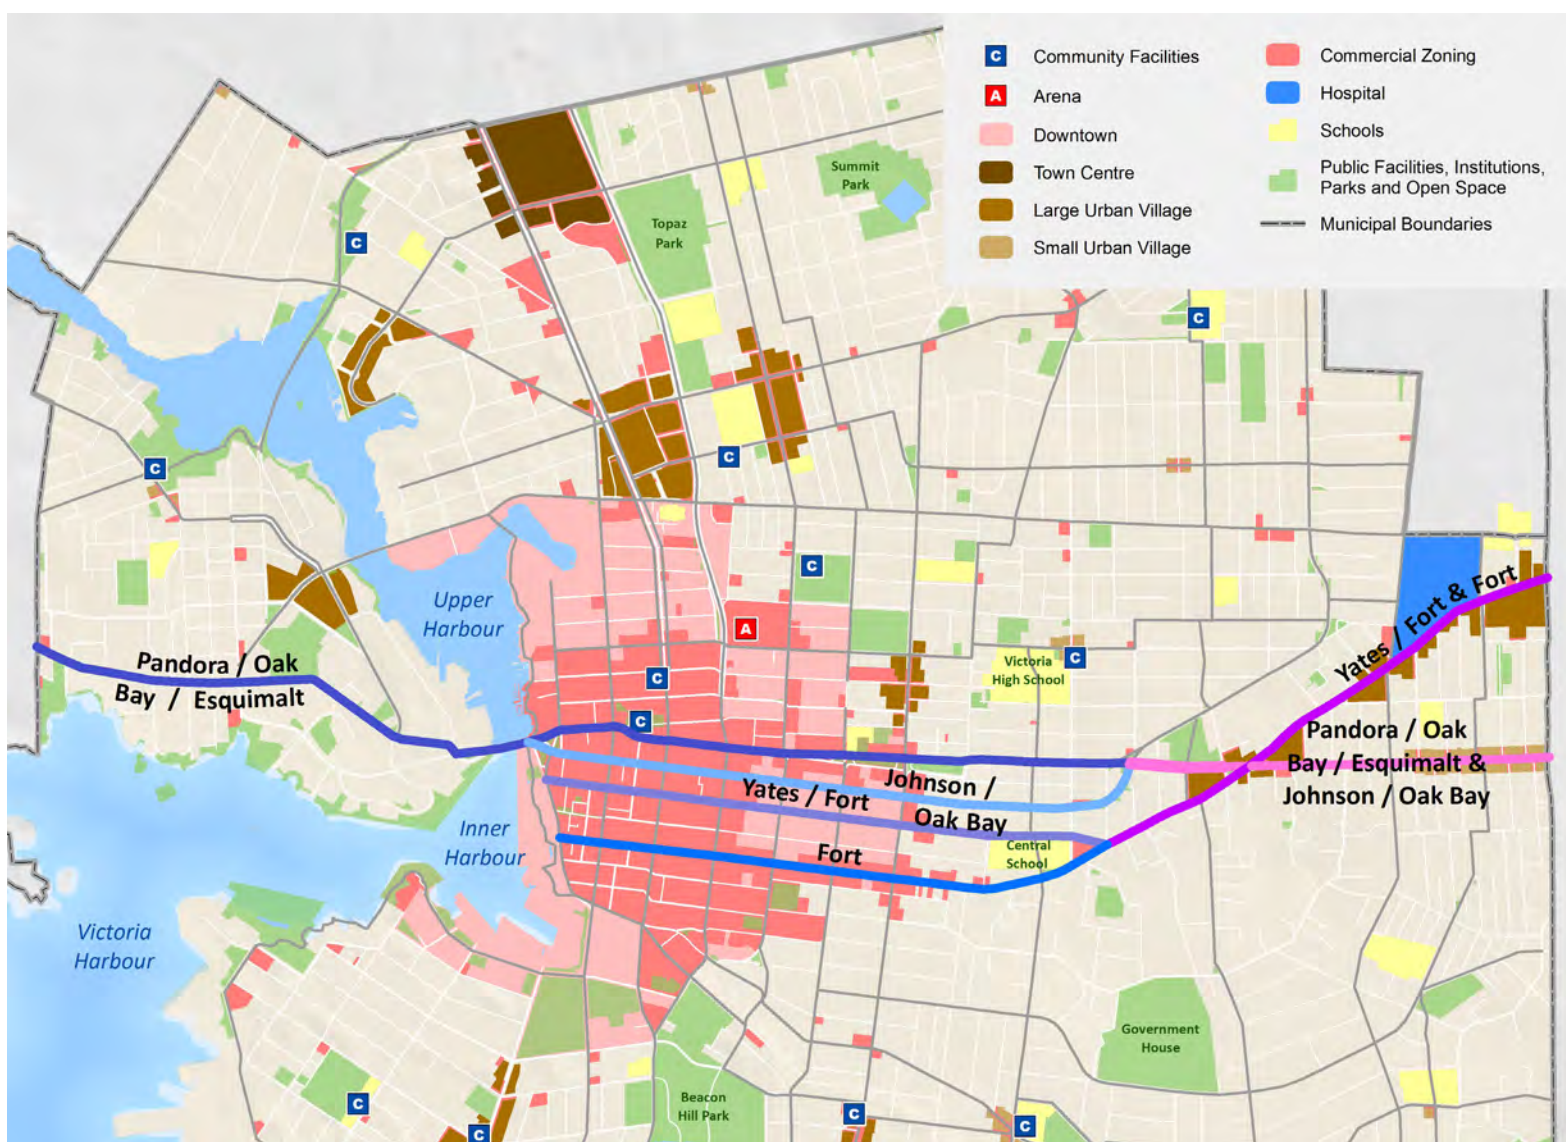 C Community Facilities
A Arena
Downtown
Town Centre
Large Urban Village
Small Urban Village
Commercial Zoning
Hospital
Schools
Public Facilities, Institutions,
Parks and Open Space
Municipal Boundaries
Summit
Park
Topaz
Park
C
C
C
C
C
Upper
Harbour
A
C
Victoria
High School
C
C
Yates / Fort & Fort
Pandora / Oak
Bay / Esquimalt
Pandora / Oak
Bay / Esquimalt &
Johnson / Oak Bay
Johnson /
Oak Bay
Yates / Fort
Fort
Central
School
Inner
Harbour
Victoria
Harbour
Government
House
Beacon
Hill Park
C
C
C
C